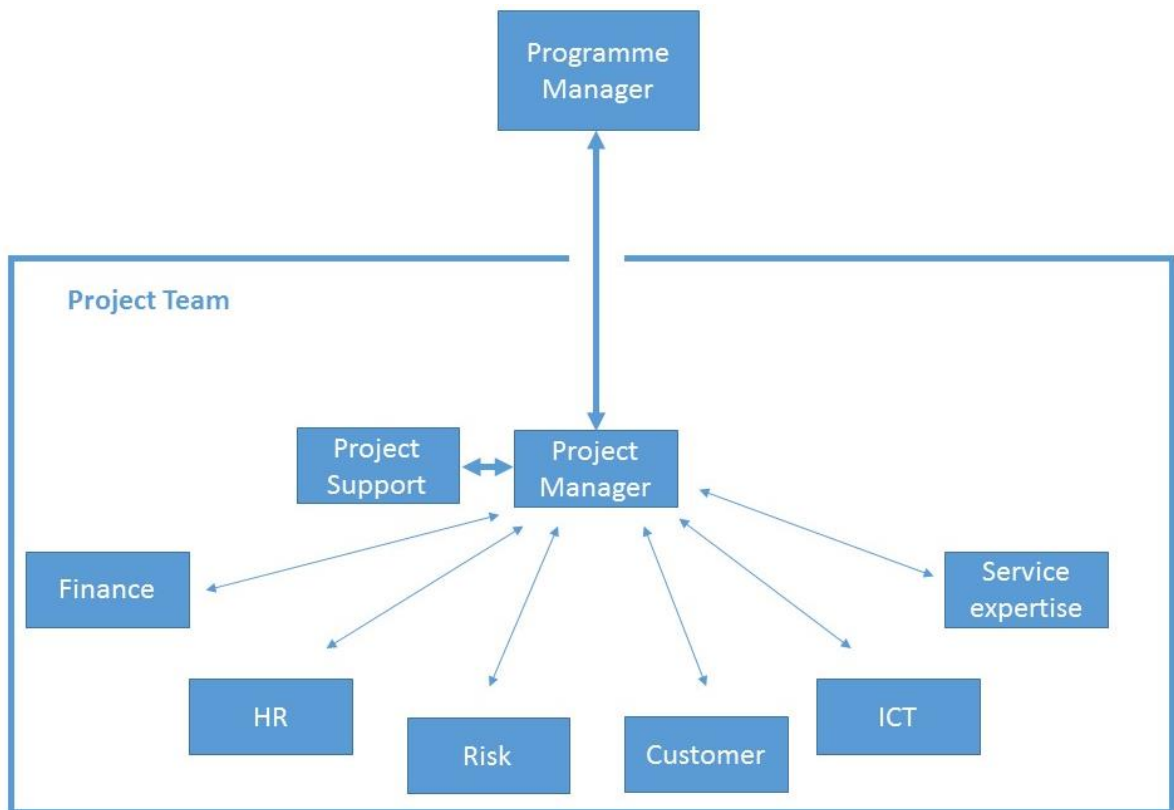 Programme
Manager
Project Team
Project
Support
Project
Manager
Finance
Service
expertise
HR
Risk
Customer
ICT